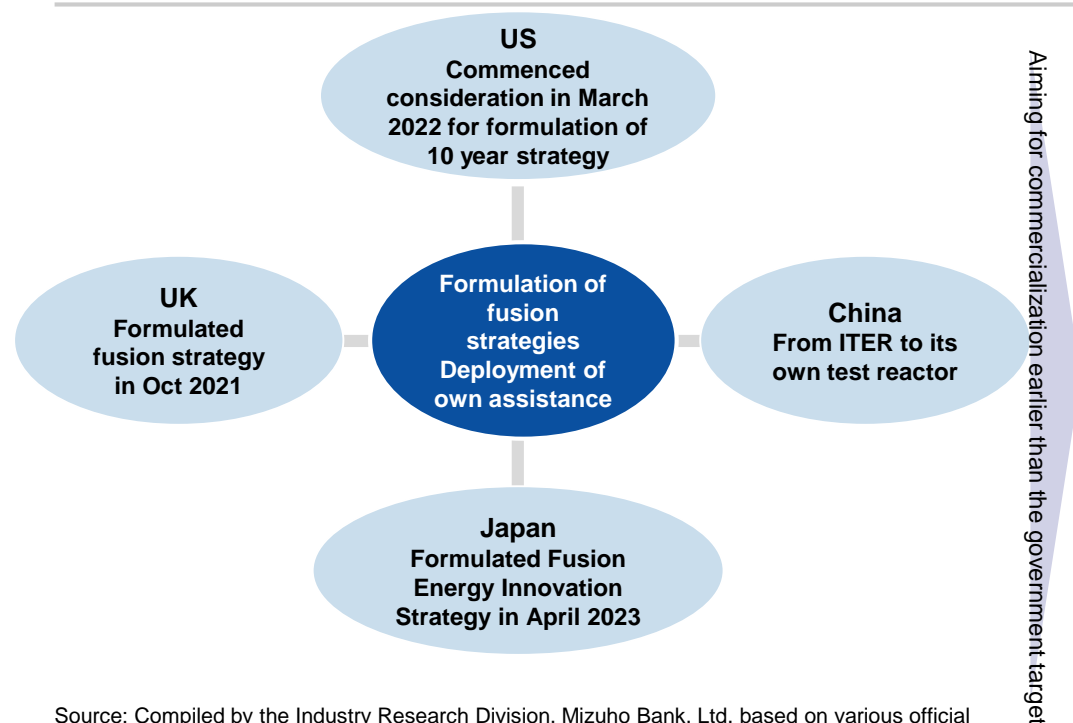 US
Commenced
consideration in March
2022 for formulation of
10 year strategy
UK
Formulated
fusion strategy
in Oct 2021
Formulation of
fusion
strategies
Deployment of
own assistance
China
From ITER to its
own test reactor
Japan
Formulated Fusion
Energy Innovation
Strategy in April 2023
Aiming for commercialization earlier than the government target
Source: Compiled by the Industry Research Division, Mizuho Bank, Ltd. based on various official